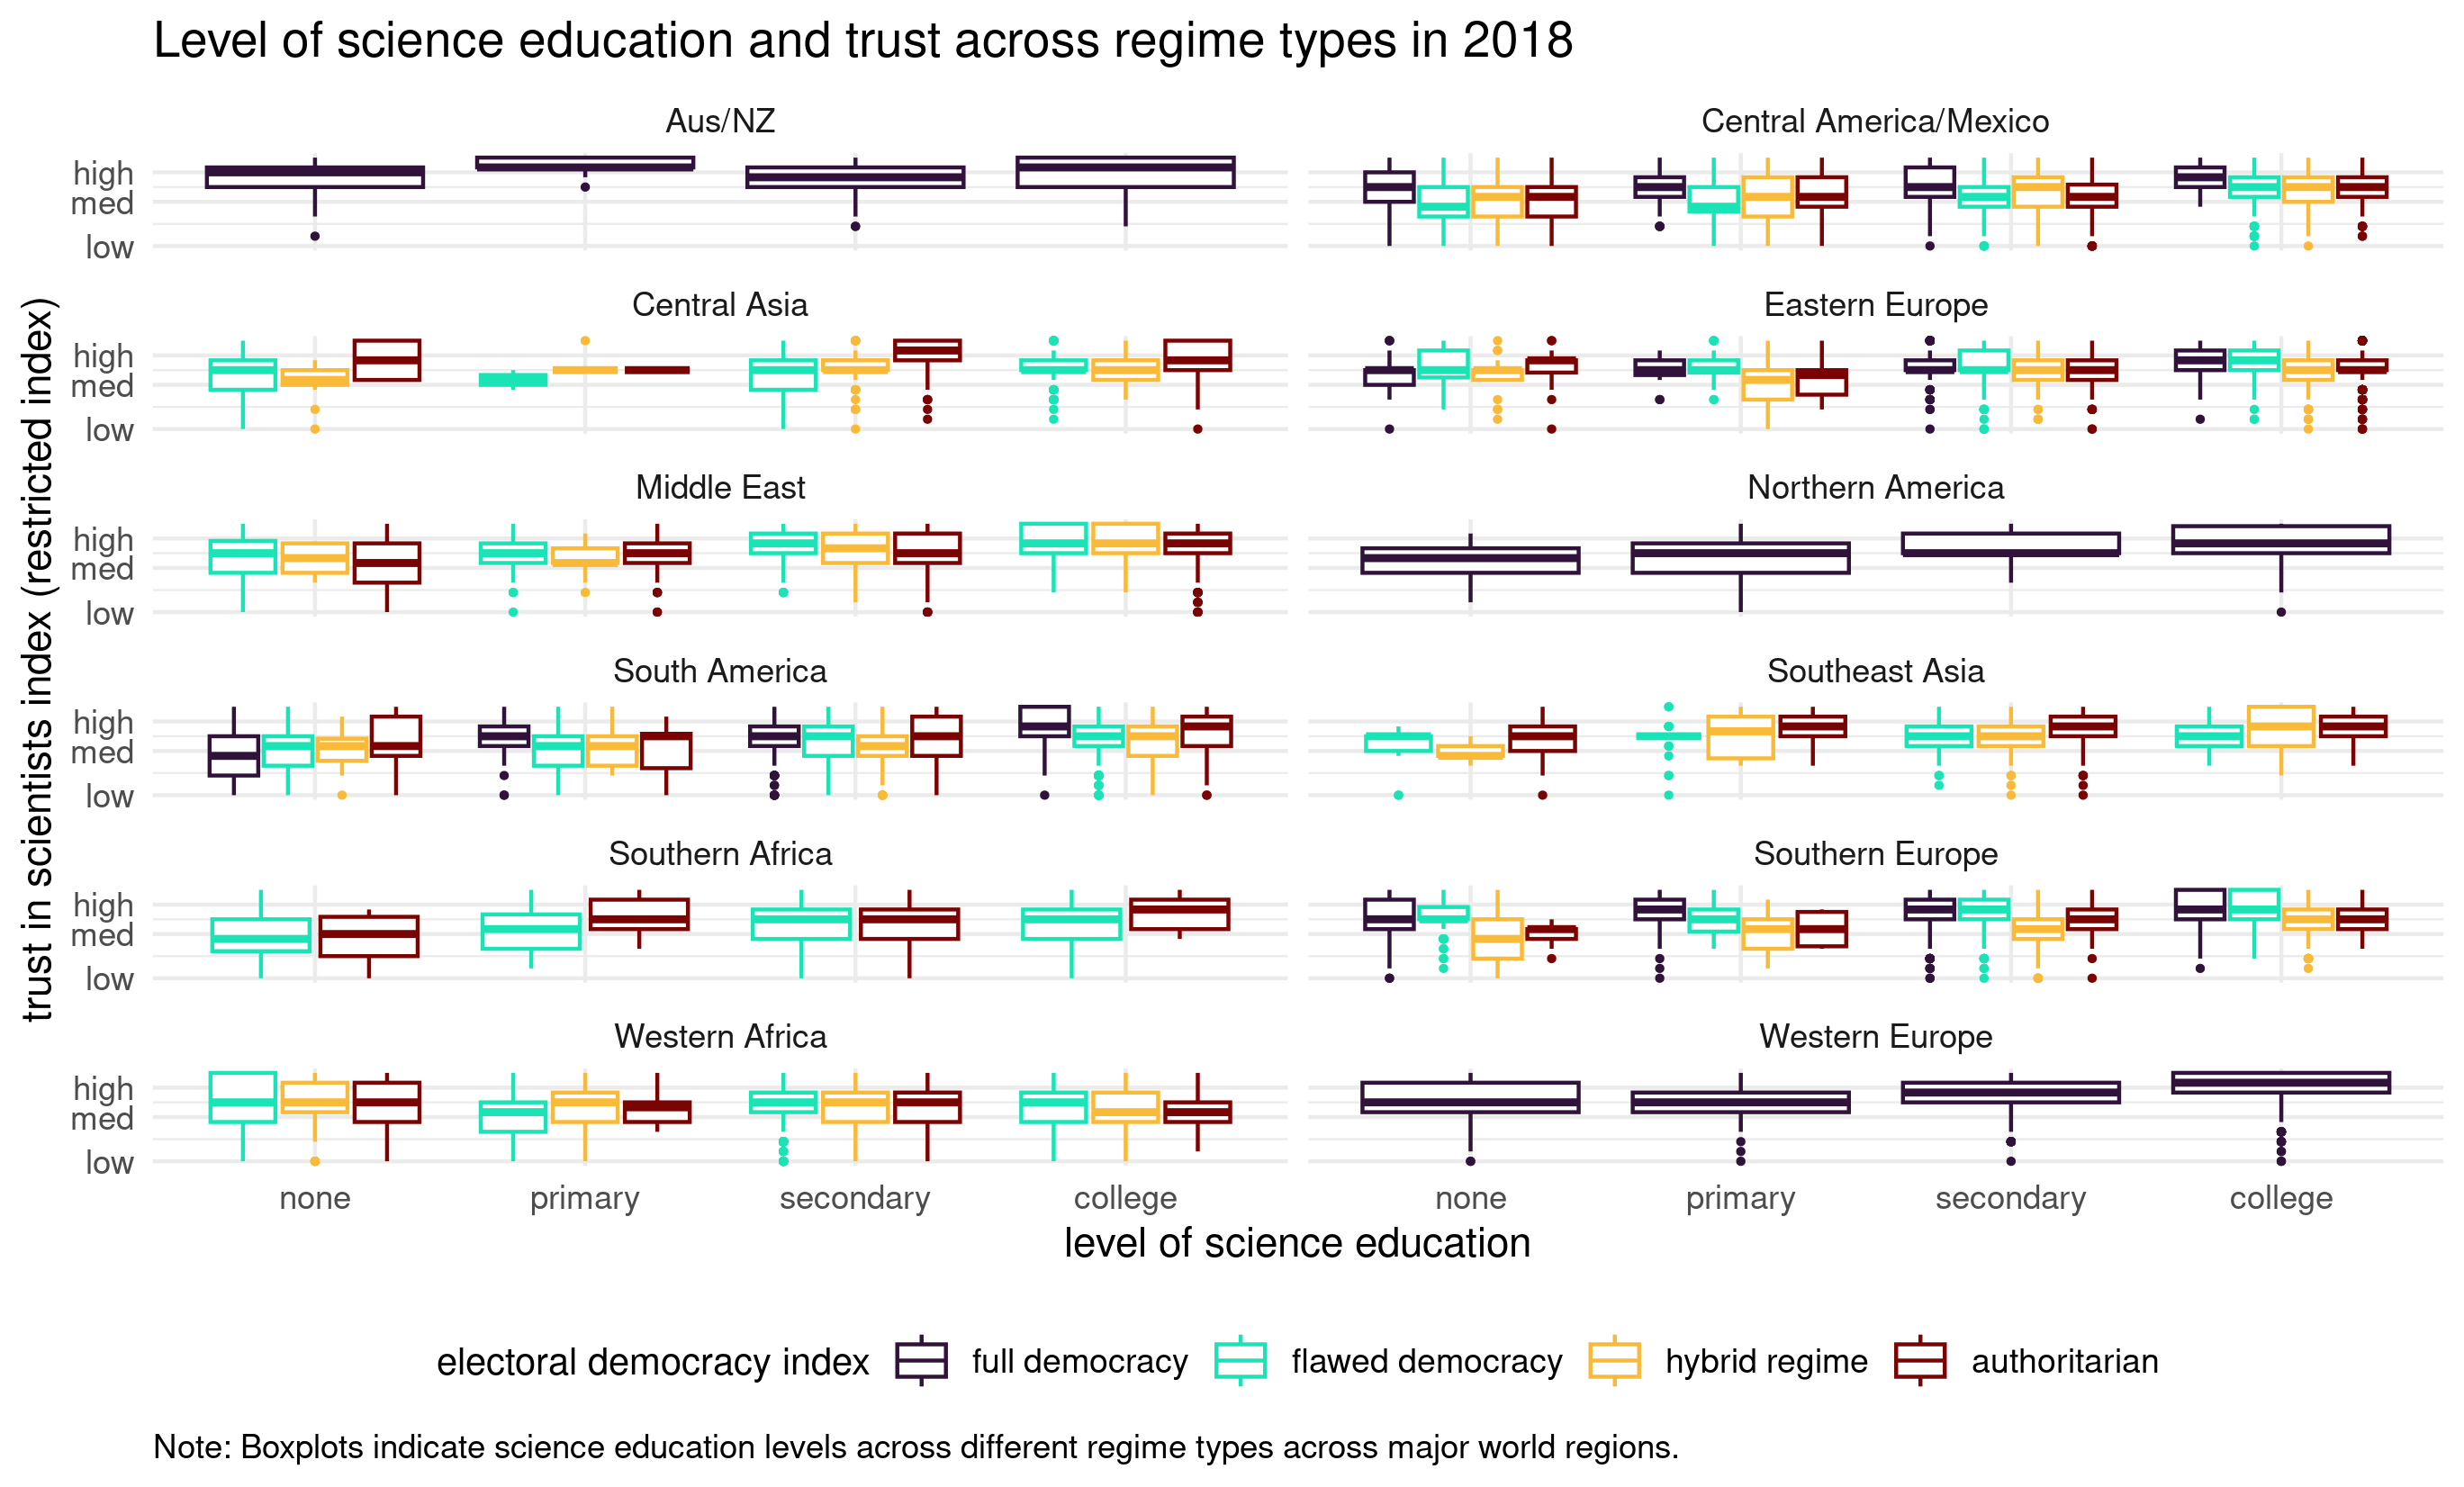 Level of science education and trust across regime types in 2018
trust in scientists index (restricted index)
Aus/NZ
Central America/Mexico
high
med
low
Central Asia
Eastern Europe
high
med
low
Middle East
Northern America
high
med
low
South America
Southeast Asia
high
med
low
Southern Africa
Southern Europe
high
med
low
Western Africa
Western Europe
high
med
low
none primary secondary college none primary secondary college
level of science education
electoral democracy index full democracy flawed democracy hybrid regime authoritarian
Note: Boxplots indicate science education levels across different regime types across major world regions.